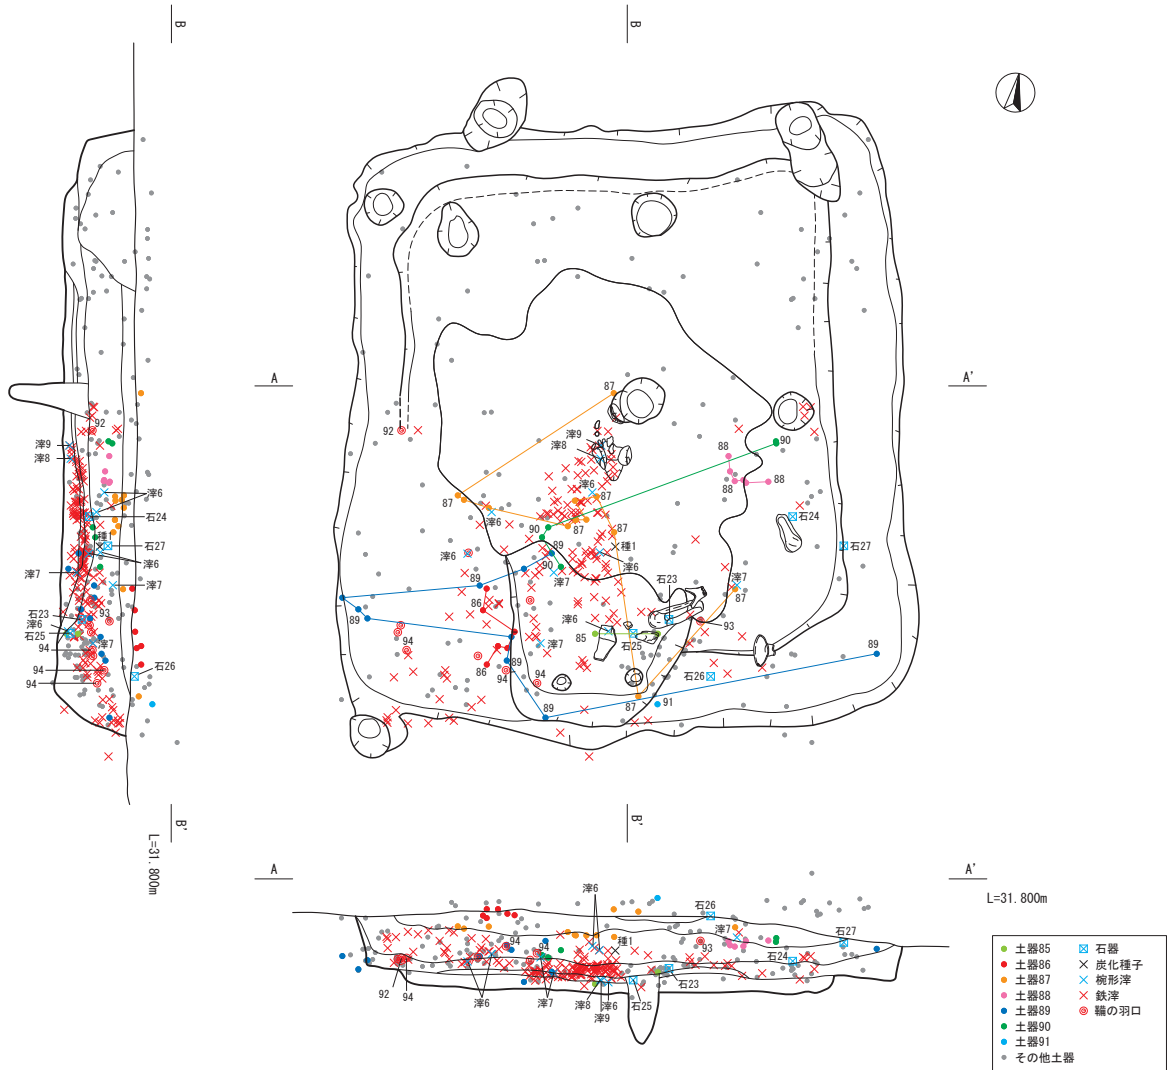 B
B
A
A'
87
92
滓9
滓8
滓9
滓8
92
90
88
88
88
滓6
滓6
87
87
石24
滓6
87
90
87
石24
種1
石27
滓6
89
種1
石27
滓6
滓7
滓6
90
滓7
滓7
89
石23
滓7
87
石23
93
86
89
滓6
滓6
93
石25
滓7
85
石25
94
94
滓7
94
石26
89
86
89
94
石26
94
94
87
91
89
B'
B'
L=31.800m
A
A'
L=31.800m
滓6
石26
滓7
94
94
種1
93
石27
石24
92
94
滓6
滓7
滓8
滓6
滓9
石25
石23
土器85
土器86
土器87
土器88
土器89
土器90
土器91
その他土器
石器
炭化種子
椀形滓
鉄滓
鞴の羽口